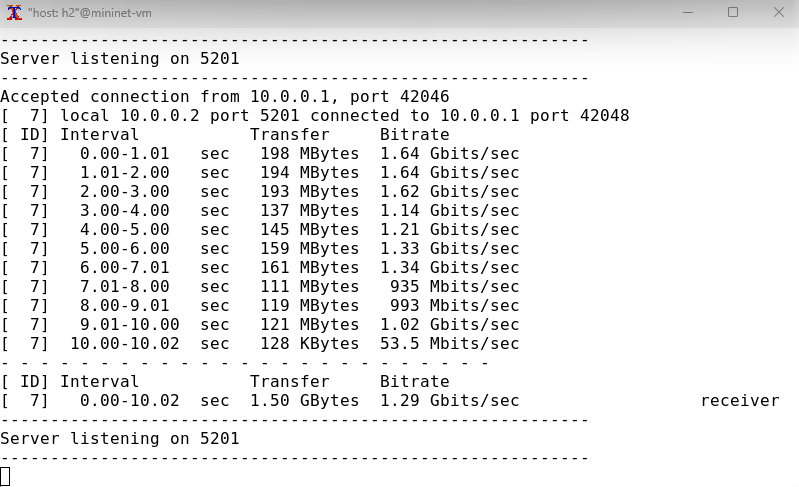 "host: h2"@mininet-vm
-----------------------------------------------------------
Server listening on 5201
-----------------------------------------------------------
Accepted connection from 10.0.0.1, port 42046
[  7] local 10.0.0.2 port 5201 connected to 10.0.0.1 port 42048
[ ID] Interval           Transfer     Bitrate
[  7]   0.00-1.01   sec   198 MBytes  1.64 Gbits/sec
[  7]   1.01-2.00   sec   194 MBytes  1.64 Gbits/sec
[  7]   2.00-3.00   sec   193 MBytes  1.62 Gbits/sec
[  7]   3.00-4.00   sec   137 MBytes  1.14 Gbits/sec
[  7]   4.00-5.00   sec   145 MBytes  1.21 Gbits/sec
[  7]   5.00-6.00   sec   159 MBytes  1.33 Gbits/sec
[  7]   6.00-7.01   sec   161 MBytes  1.34 Gbits/sec
[  7]   7.01-8.00   sec   111 MBytes   935 Mbits/sec
[  7]   8.00-9.01   sec   119 MBytes   993 Mbits/sec
[  7]   9.01-10.00  sec   121 MBytes  1.02 Gbits/sec
[  7]  10.00-10.02  sec   128 KBytes  53.5 Mbits/sec
- - - - - - - - - - - - - - - - - - - - - - - - -
[ ID] Interval           Transfer     Bitrate
[  7]   0.00-10.02  sec  1.50 GBytes  1.29 Gbits/sec                  receiver
-----------------------------------------------------------
Server listening on 5201
-----------------------------------------------------------